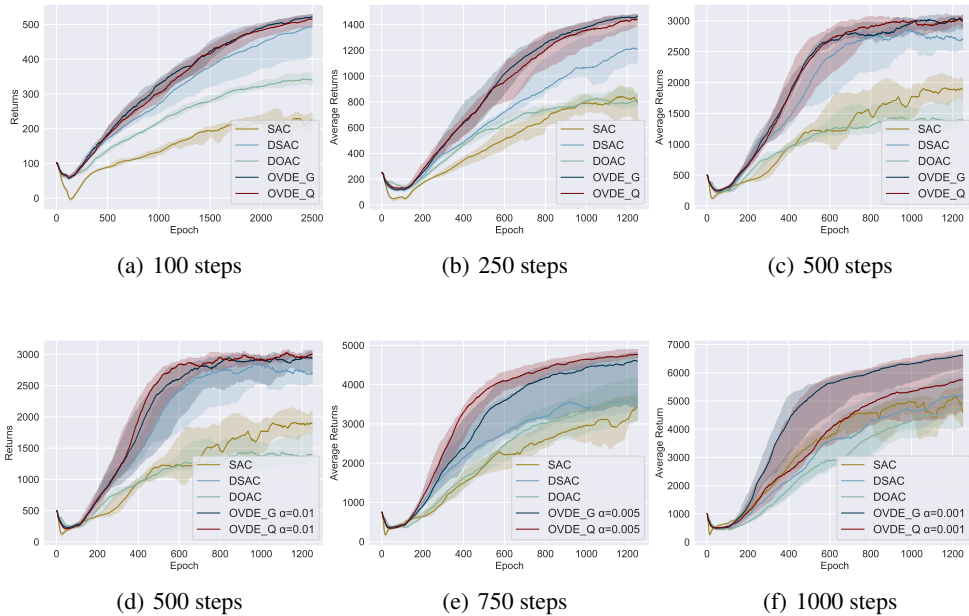 Returns
500
400
300
200
100
0
0 500 1000 1500 2000 2500
Epoch
SAC
DSAC
DOAC
OVDE_G
OVDE_Q
(a) 100 steps
Average Returns
1400
1200
1000
800
600
400
200
0
0 200 400 600 800 1000 1200
Epoch
SAC
DSAC
DOAC
OVDE_G
OVDE_Q
(b) 250 steps
Average Returns
3000
2500
2000
1500
1000
500
0
0 200 400 600 800 1000 1200
Epoch
SAC
DSAC
DOAC
OVDE_G
OVDE_Q
(c) 500 steps
Returns
3000
2500
2000
1500
1000
500
0
0 200 400 600 800 1000 1200
Epoch
SAC
DSAC
DOAC
OVDE_G α=0.01
OVDE_Q α=0.01
(d) 500 steps
Average Returns
5000
4000
3000
2000
1000
0
0 200 400 600 800 1000 1200
Epoch
SAC
DSAC
DOAC
OVDE_G α=0.005
OVDE_Q α=0.005
(e) 750 steps
Average Return
7000
6000
5000
4000
3000
2000
1000
0
0 200 400 600 800 1000 1200
Epoch
SAC
DSAC
DOAC
OVDE_G α=0.001
OVDE_Q α=0.001
(f) 1000 steps